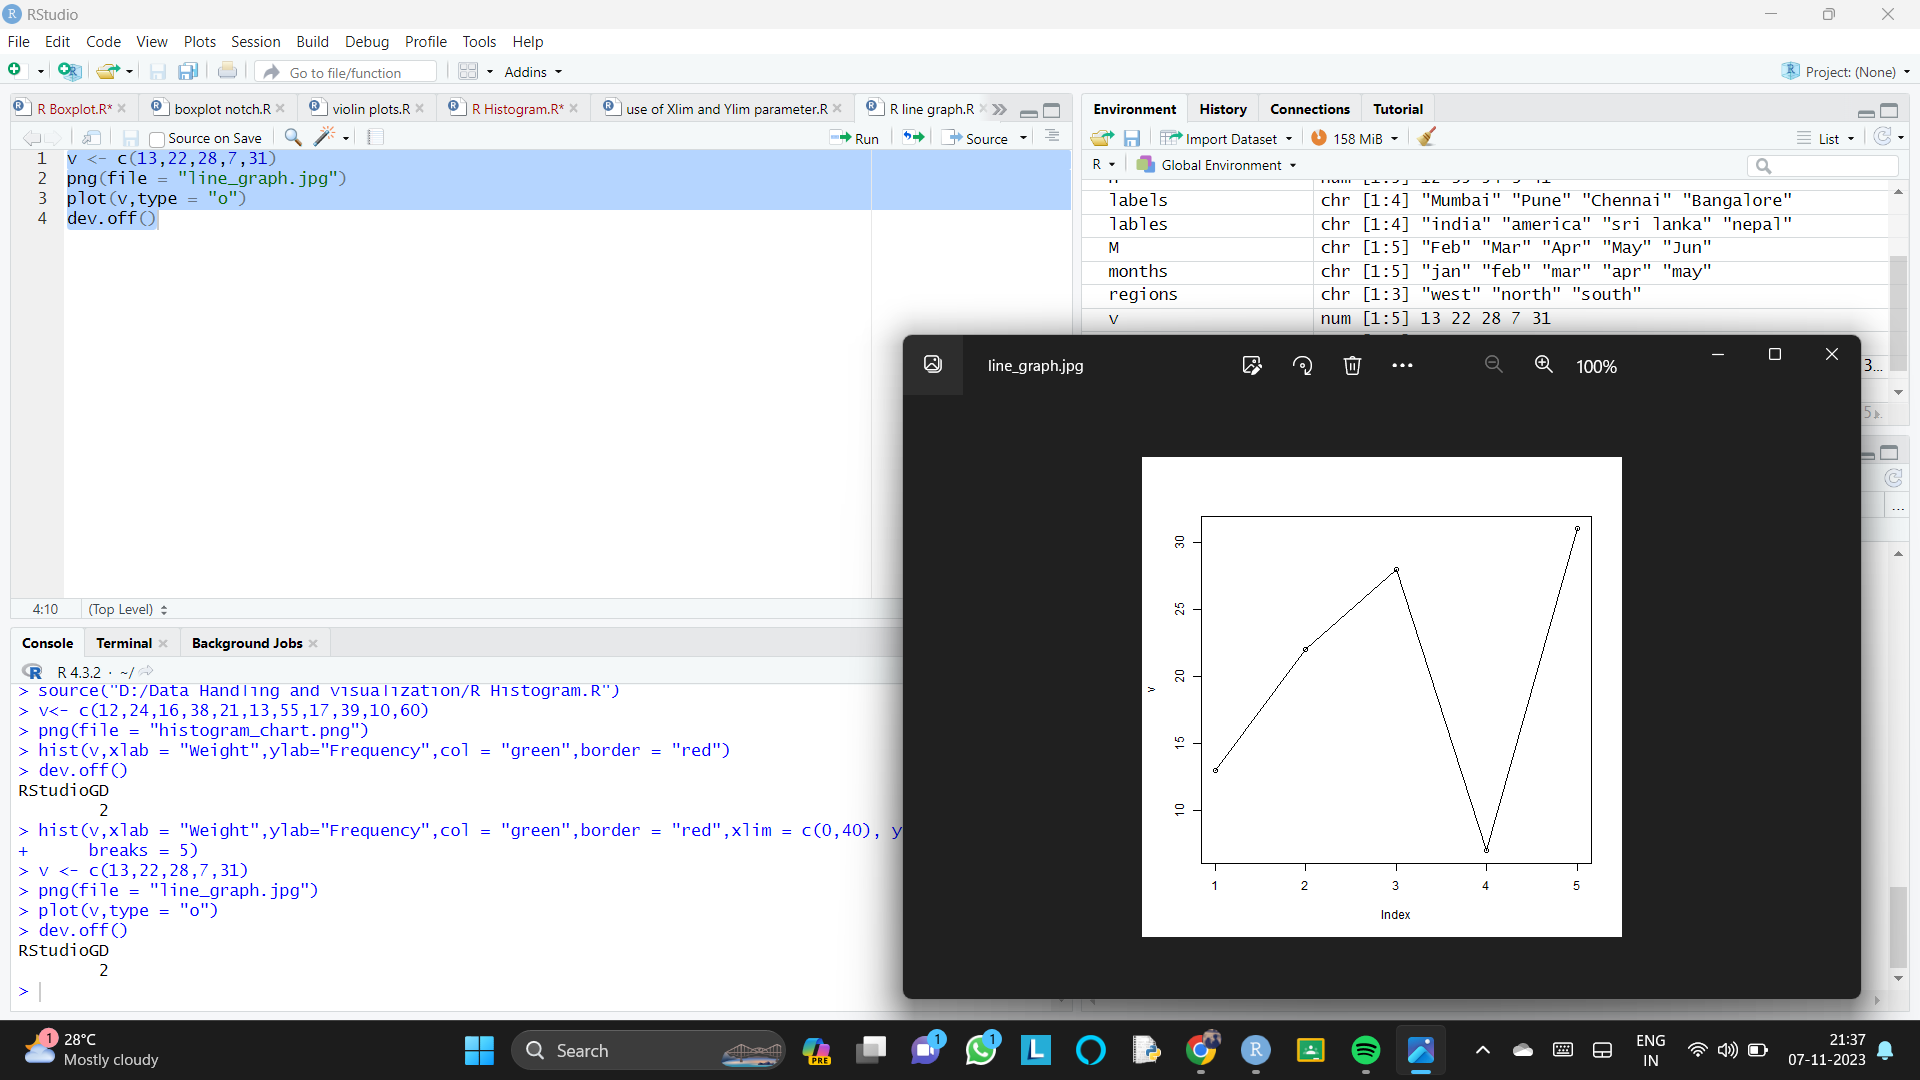 RStudio
File Edit Code View Plots Session Build Debug Profile Tools Help
Go to file/function Addins Project: (None)
R Boxplot.R* boxplot notch.R violin plots.R R Histogram.R* use of Xlim and Ylim parameter.R R line graph.R
Source on Save Run Source
1 v <- c(13,22,28,7,31)
2 png(file = "line_graph.jpg")
3 plot(v,type = "o")
4 dev.off()
4:10 (Top Level)
Console Terminal Background Jobs
R 4.3.2 · ~/
> source("D:/Data Handling and visualization/R Histogram.R")
> v<- c(12,24,16,38,21,13,55,17,39,10,60)
> png(file = "histogram_chart.png")
> hist(v,xlab = "Weight",ylab="Frequency",col = "green",border = "red")
> dev.off()
RStudioGD
2
> hist(v,xlab = "Weight",ylab="Frequency",col = "green",border = "red",xlim = c(0,40), y
+ breaks = 5)
> v <- c(13,22,28,7,31)
> png(file = "line_graph.jpg")
> plot(v,type = "o")
> dev.off()
RStudioGD
2
>
Environment History Connections Tutorial
Import Dataset 158 MiB List
R Global Environment
labels chr [1:4] "Mumbai" "Pune" "Chennai" "Bangalore"
lables chr [1:4] "india" "america" "sri lanka" "nepal"
M chr [1:5] "Feb" "Mar" "Apr" "May" "Jun"
months chr [1:5] "jan" "feb" "mar" "apr" "may"
regions chr [1:3] "west" "north" "south"
v num [1:5] 13 22 28 7 31
3...
line_graph.jpg 100%
30
25
20
v
15
10
1 2 3 4 5
Index
1 28°C
Mostly cloudy
Search
PRE
1
1
L
R
ENG
IN
21:37
07-11-2023